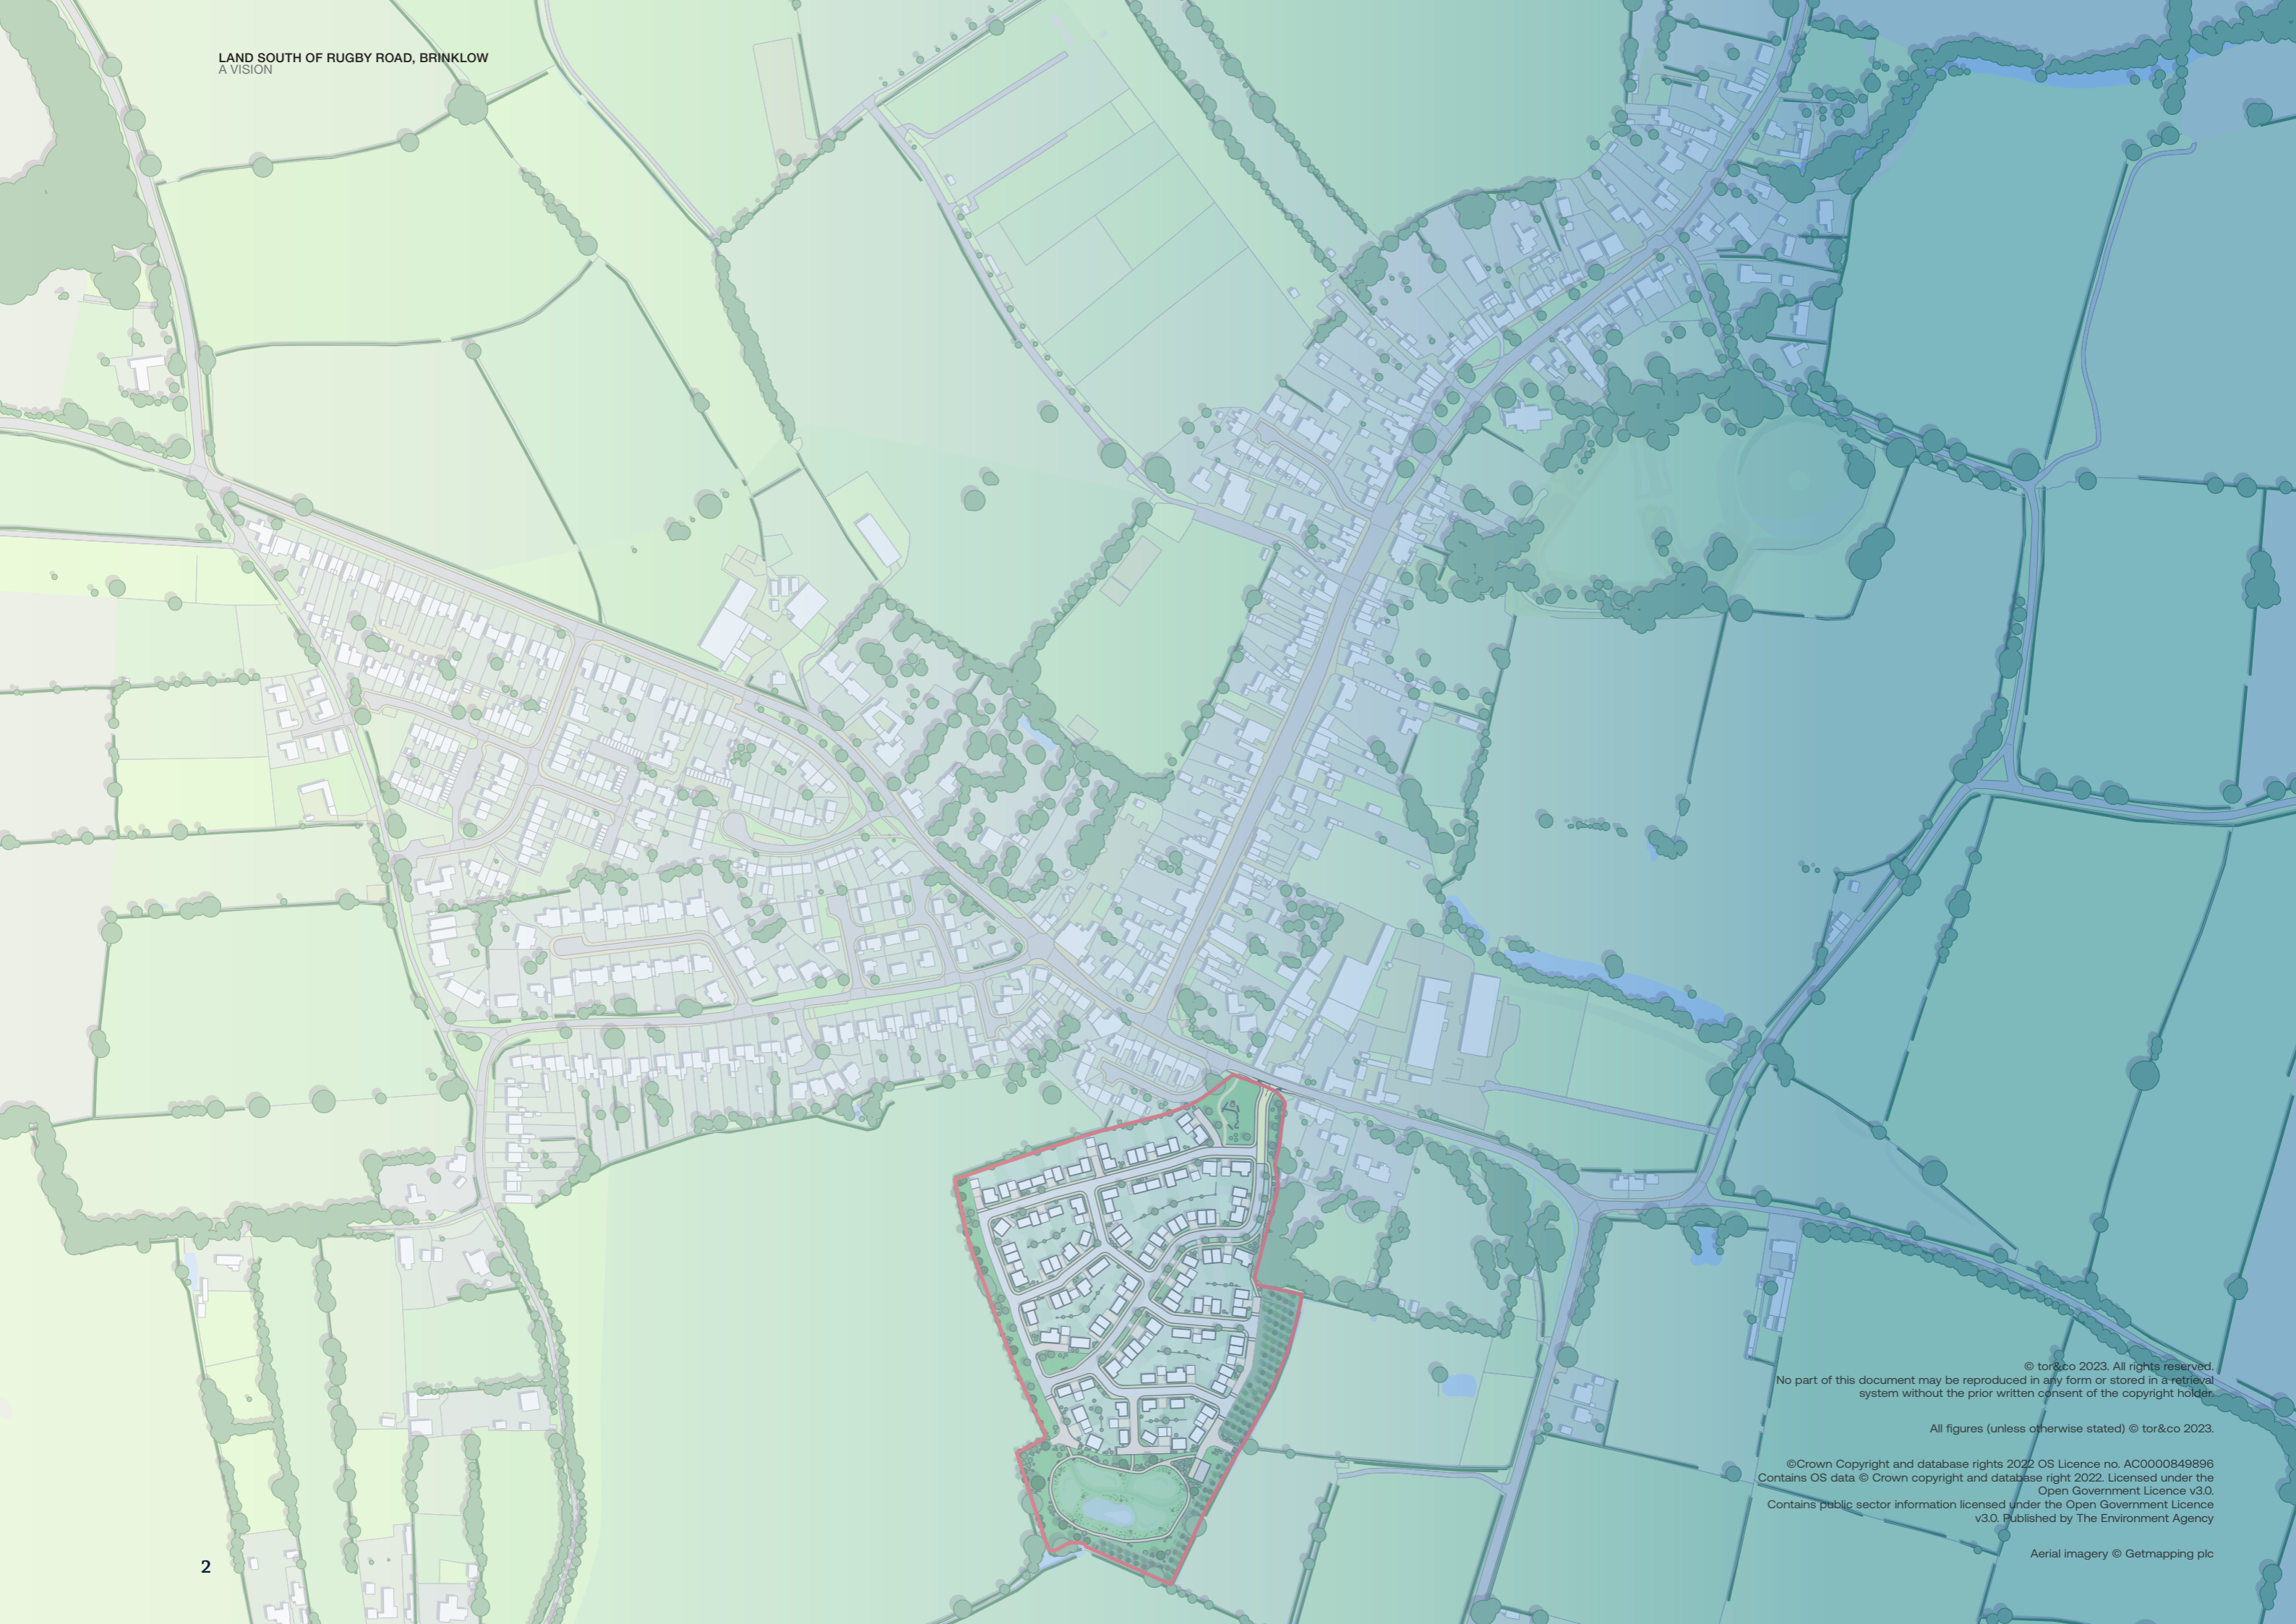 LAND SOUTH OF RUGBY ROAD, BRINKLOW
A VISION
© tor&co 2023. All rights reserved.
No part of this document may be reproduced in any form or stored in a retrieval
system without the prior written consent of the copyright holder.
All figures (unless otherwise stated) © tor&co 2023.
©Crown Copyright and database rights 2022 OS Licence no. AC0000849896
Contains OS data © Crown copyright and database right 2022. Licensed under the
Open Government Licence v3.0.
Contains public sector information licensed under the Open Government Licence
v3.0. Published by The Environment Agency
Aerial imagery © Getmapping plc
2